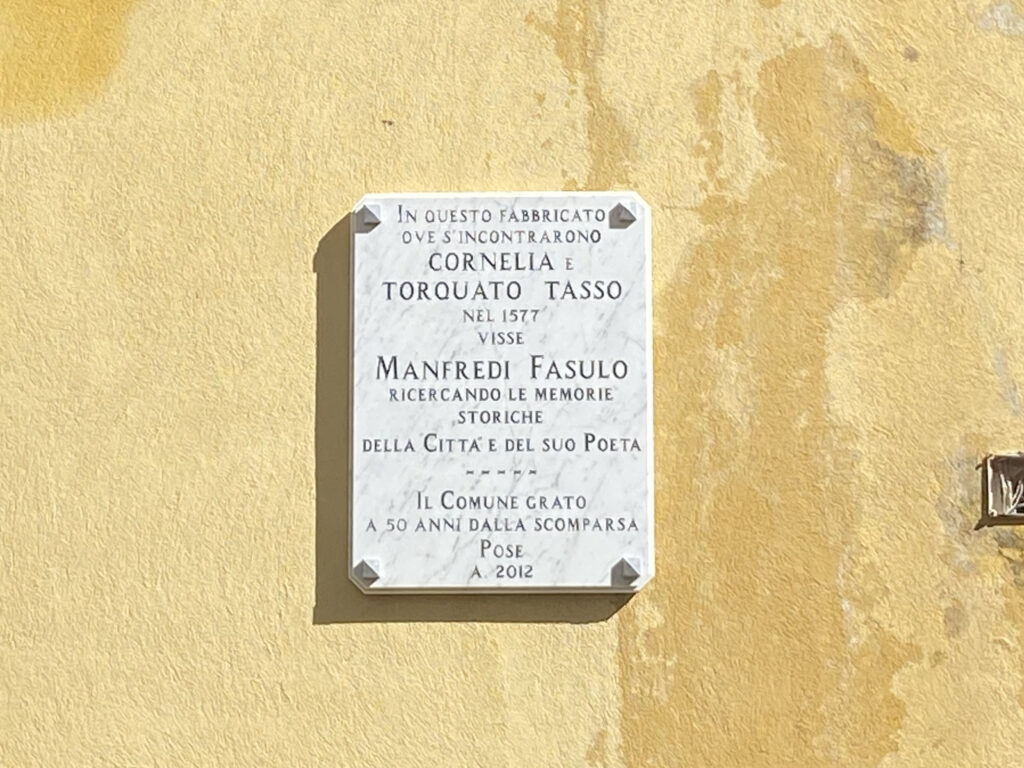 In questo fabbricato
ove s'incontrarono
CORNELIA e
TORQUATO TASSO
nel 1577
visse
Manfredi Fasulo
ricercando le memorie
storiche
della Città e del suo Poeta
-----
Il Comune grato
a 50 anni dalla scomparsa
Pose
A. 2012